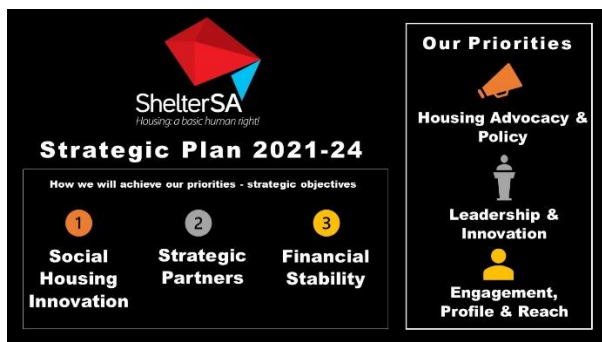 ShelterSA
Housing: a basic human right!
Strategic Plan 2021-24
How we will achieve our priorities - strategic objectives
1
Social
Housing
Innovation
2
Strategic
Partners
3
Financial
Stability
Our Priorities
Housing Advocacy &
Policy
Leadership &
Innovation
Engagement,
Profile & Reach